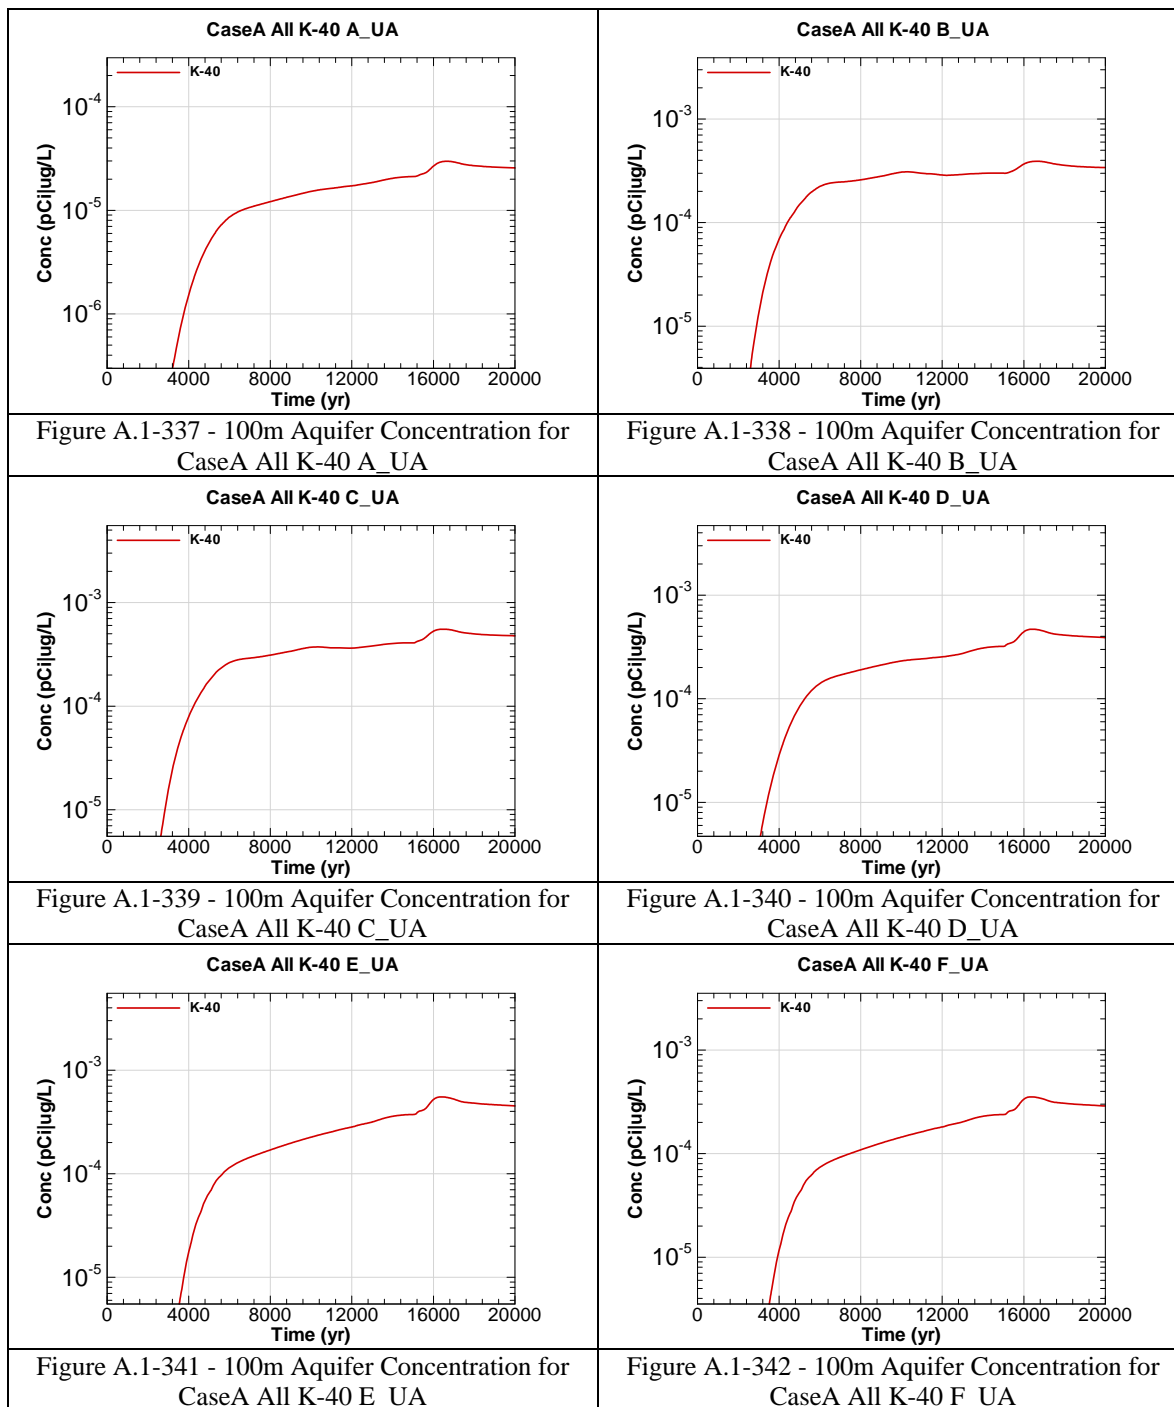 CaseA All K-40 A_UA
K-40
10-4
10-5
10-6
Conc (pCi|ug/L)
0 4000 8000 12000 16000 20000
Time (yr)
Figure A.1-337 - 100m Aquifer Concentration for
CaseA All K-40 A_UA
CaseA All K-40 B_UA
K-40
10-3
10-4
10-5
Conc (pCi|ug/L)
0 4000 8000 12000 16000 20000
Time (yr)
Figure A.1-338 - 100m Aquifer Concentration for
CaseA All K-40 B_UA
CaseA All K-40 C_UA
K-40
10-3
10-4
10-5
Conc (pCi|ug/L)
0 4000 8000 12000 16000 20000
Time (yr)
Figure A.1-339 - 100m Aquifer Concentration for
CaseA All K-40 C_UA
CaseA All K-40 D_UA
K-40
10-3
10-4
10-5
Conc (pCi|ug/L)
0 4000 8000 12000 16000 20000
Time (yr)
Figure A.1-340 - 100m Aquifer Concentration for
CaseA All K-40 D_UA
CaseA All K-40 E_UA
K-40
10-3
10-4
10-5
Conc (pCi|ug/L)
0 4000 8000 12000 16000 20000
Time (yr)
Figure A.1-341 - 100m Aquifer Concentration for
CaseA All K-40 E_UA
CaseA All K-40 F_UA
K-40
10-3
10-4
10-5
Conc (pCi|ug/L)
0 4000 8000 12000 16000 20000
Time (yr)
Figure A.1-342 - 100m Aquifer Concentration for
CaseA All K-40 F_UA